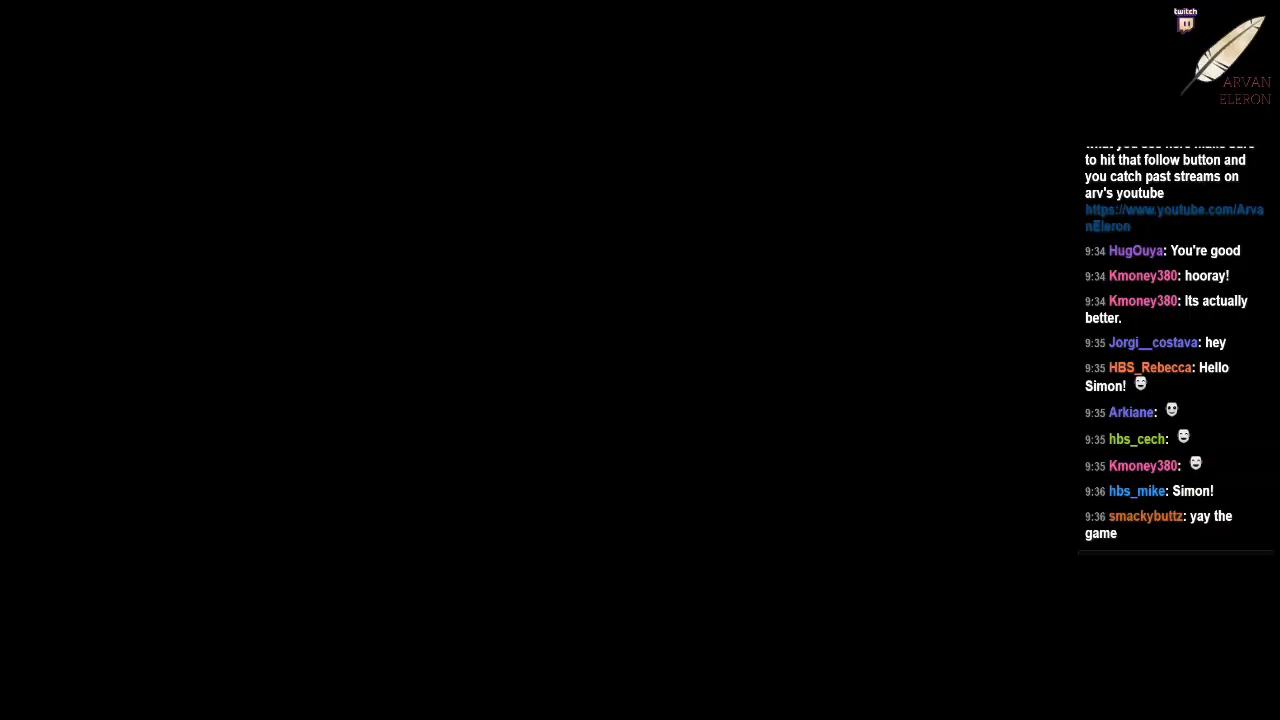 twitch
ARVAN
ELERON
to hit that follow button and
you catch past streams on
arv's youtube
https://www.youtube.com/Arva
nEleron
9:34 HugOuya: You're good
9:34 Kmoney380: hooray!
9:34 Kmoney380: Its actually
better.
9:35 Jorgi__costava: hey
9:35 HBS_Rebecca: Hello
Simon!
9:35 Arkiane:
9:35 hbs_cech:
9:35 Kmoney380:
9:36 hbs_mike: Simon!
9:36 smackybuttz: yay the
game